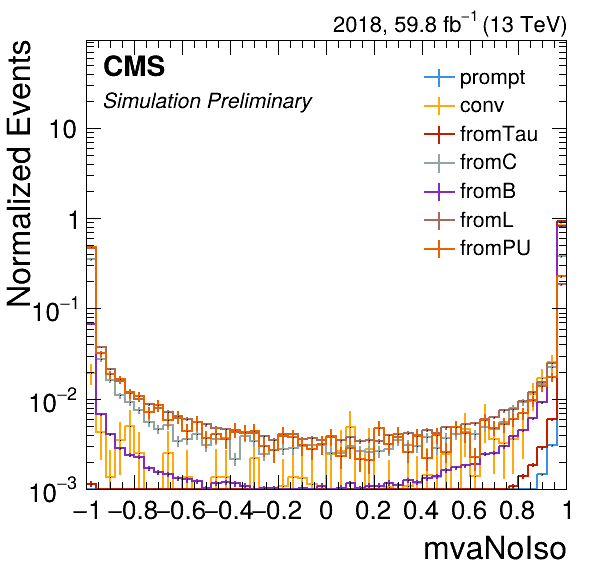 2018, 59.8 fb⁻¹ (13 TeV)
CMS
Simulation Preliminary
prompt
conv
fromTau
fromC
fromB
fromL
fromPU
Normalized Events
10
1
10⁻¹
10⁻²
10⁻³
−1 −0.8 −0.6 −0.4 −0.2 0 0.2 0.4 0.6 0.8 1
mvaNoIso